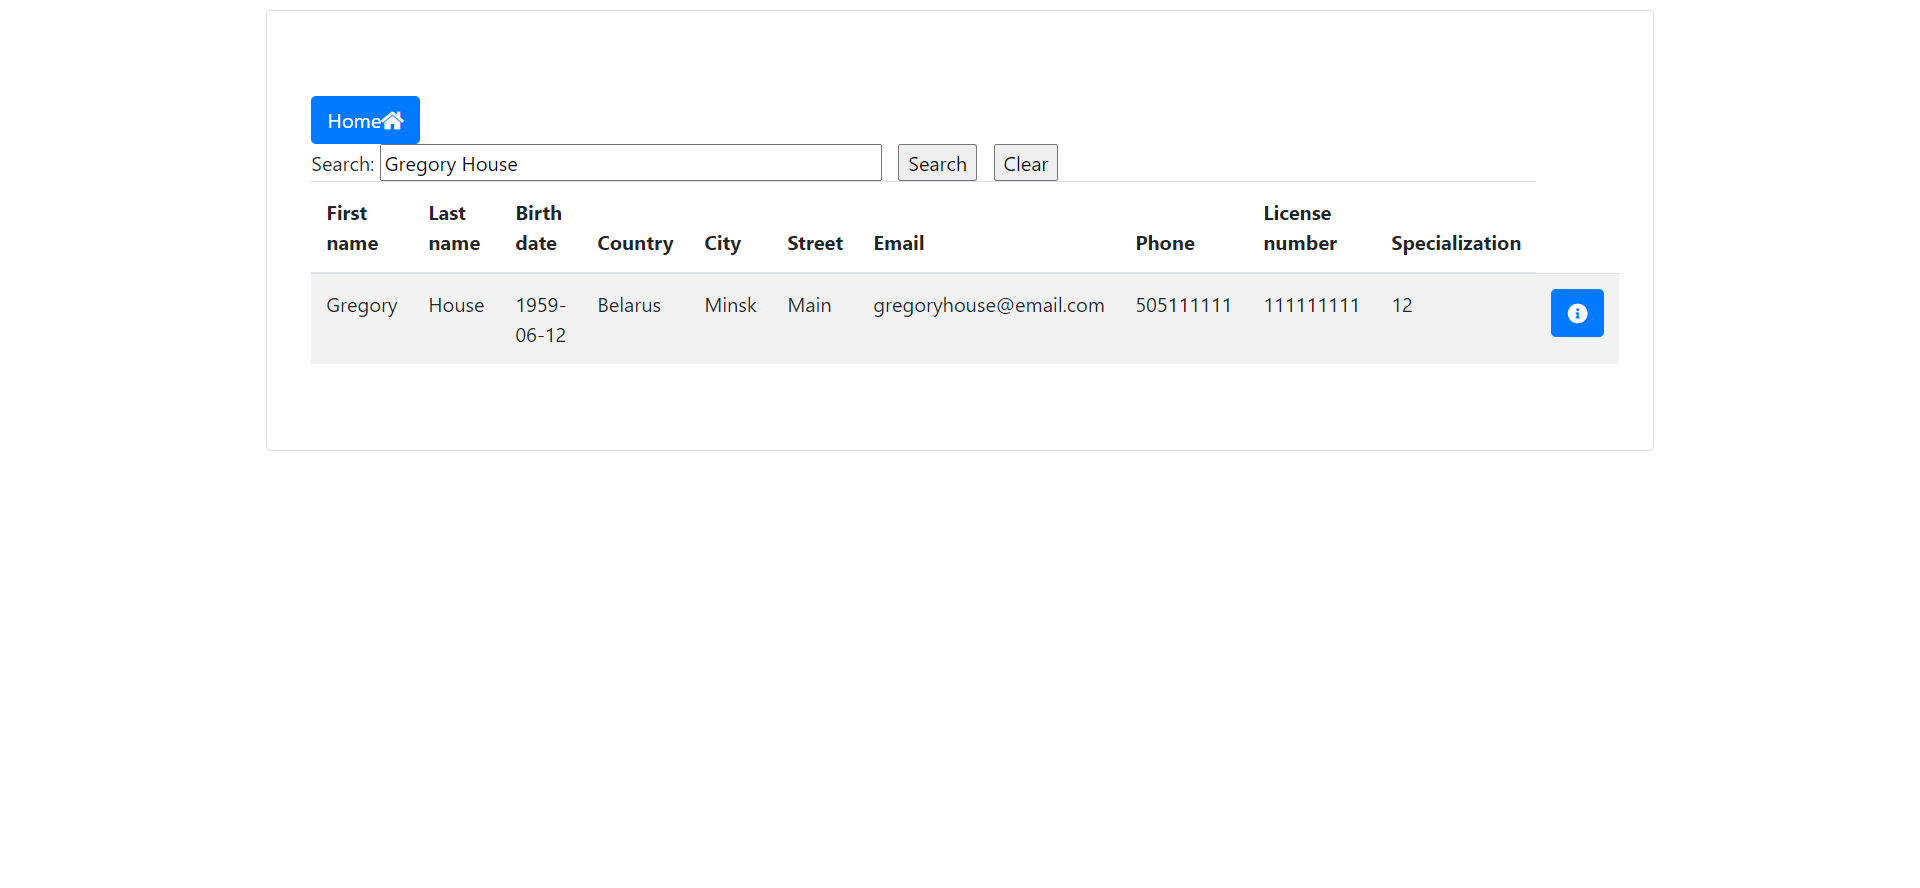 Home
Search: Gregory House Search Clear
First name Last name Birth date Country City Street Email Phone License number Specialization
Gregory House 1959-06-12 Belarus Minsk Main gregoryhouse@email.com 505111111 111111111 12